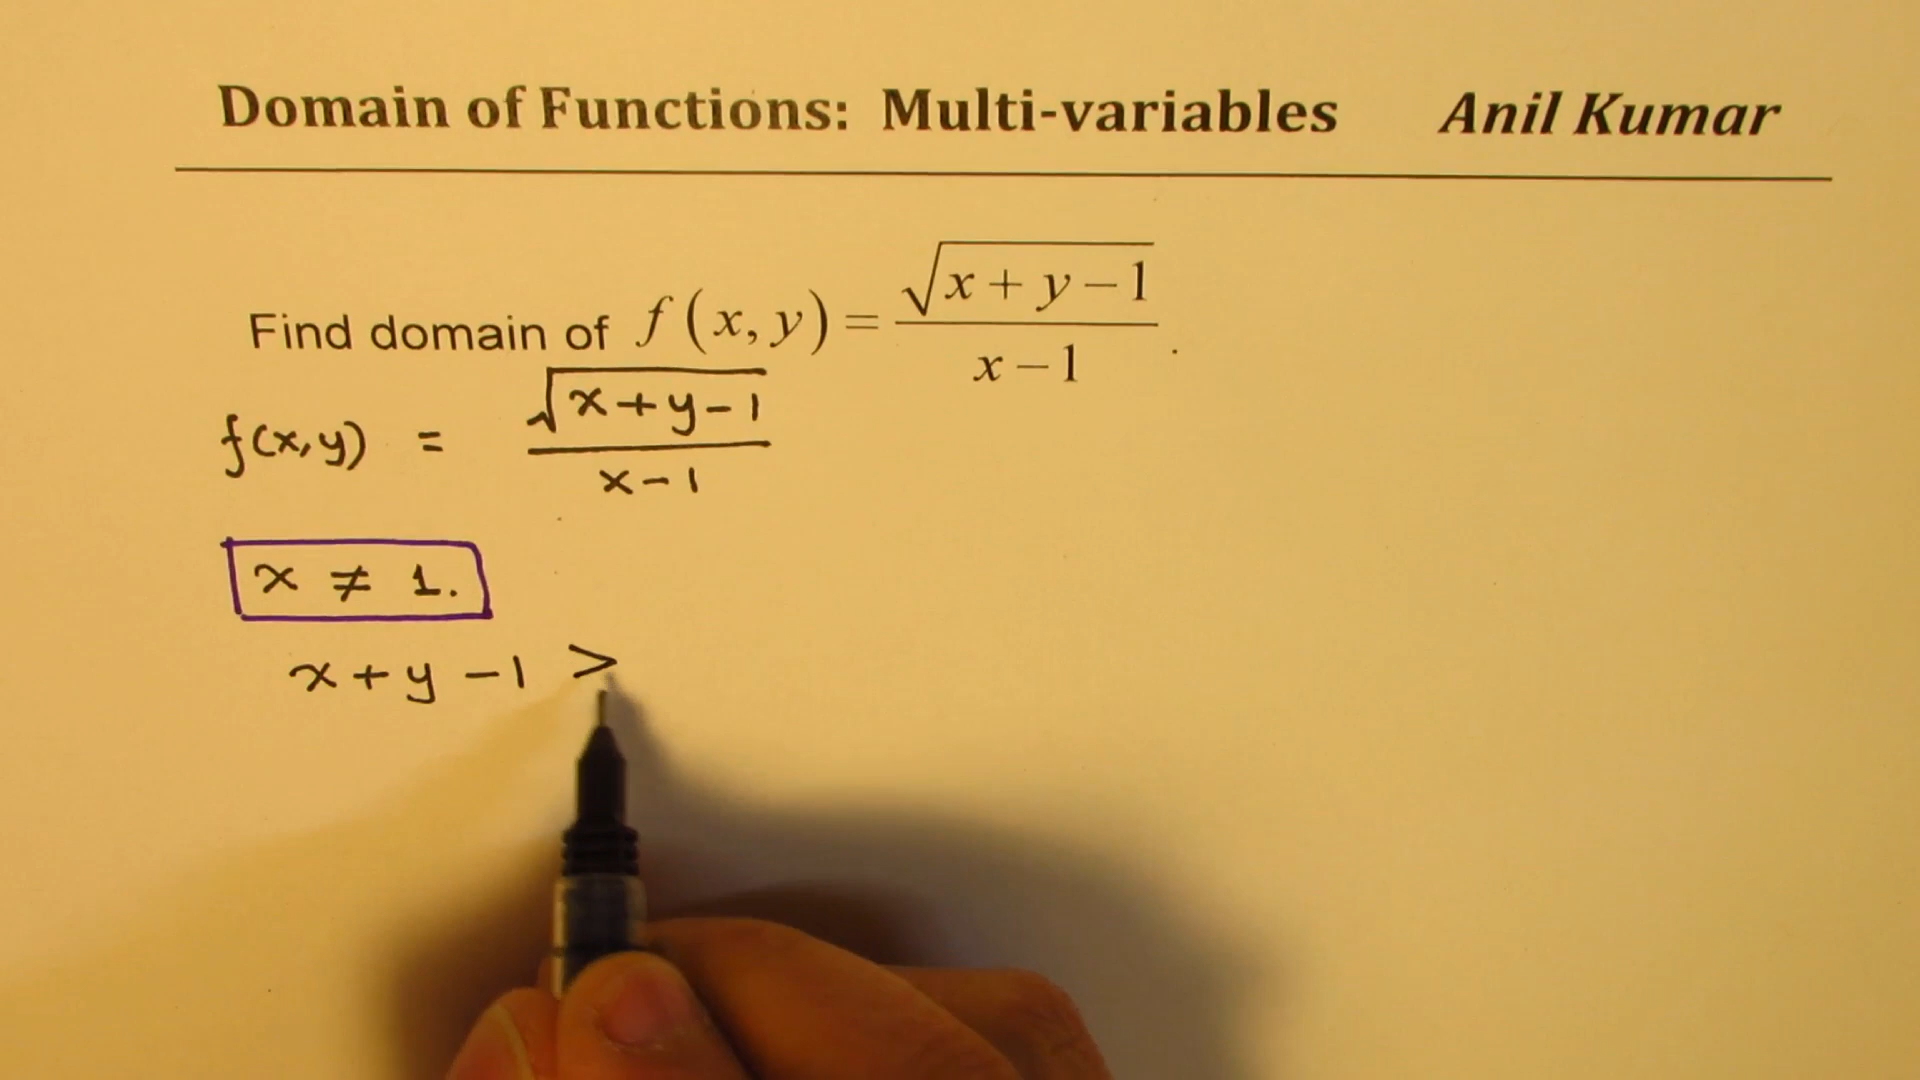 Domain of Functions: Multi-variables Anil Kumar
Find domain of f(x, y) = √(x + y − 1) / (x − 1) .
f(x,y) = √(x+y-1) / (x-1)
x ≠ 1.
x+y-1 >